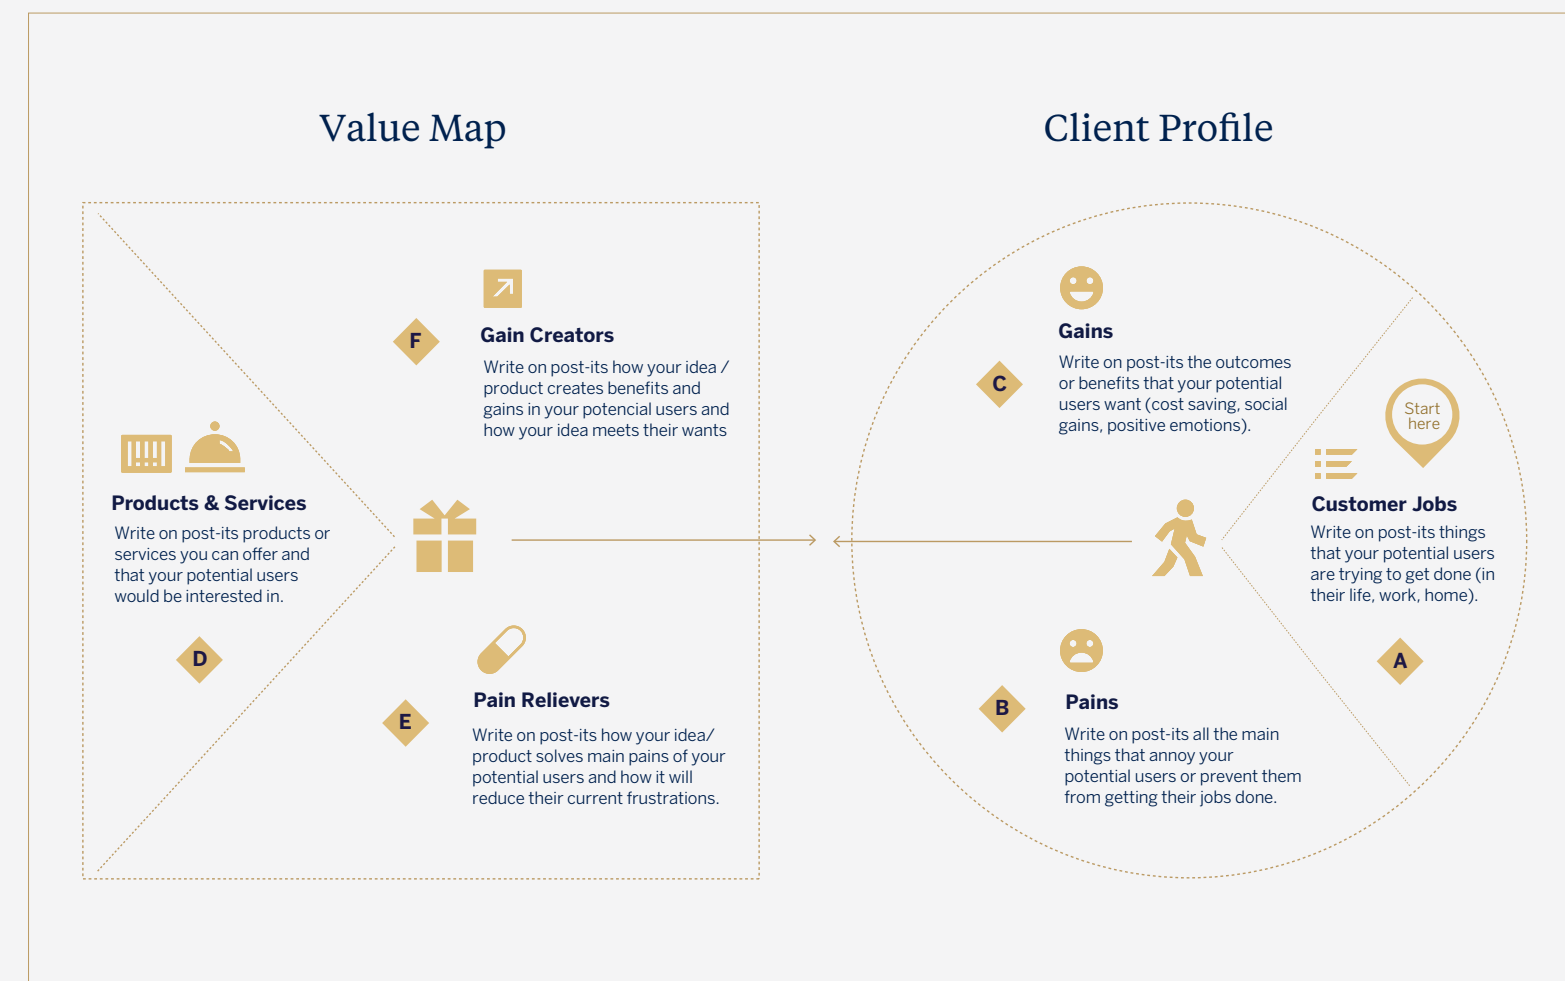 Value Map
Client Profile
F
Gain Creators
Write on post-its how your idea /
product creates benefits and
gains in your potencial users and
how your idea meets their wants
Products & Services
Write on post-its products or
services you can offer and
that your potential users
would be interested in.
D
E
Pain Relievers
Write on post-its how your idea/
product solves main pains of your
potential users and how it will
reduce their current frustrations.
C
Gains
Write on post-its the outcomes
or benefits that your potential
users want (cost saving, social
gains, positive emotions).
Start
here
Customer Jobs
Write on post-its things
that your potential users
are trying to get done (in
their life, work, home).
A
B
Pains
Write on post-its all the main
things that annoy your
potential users or prevent them
from getting their jobs done.